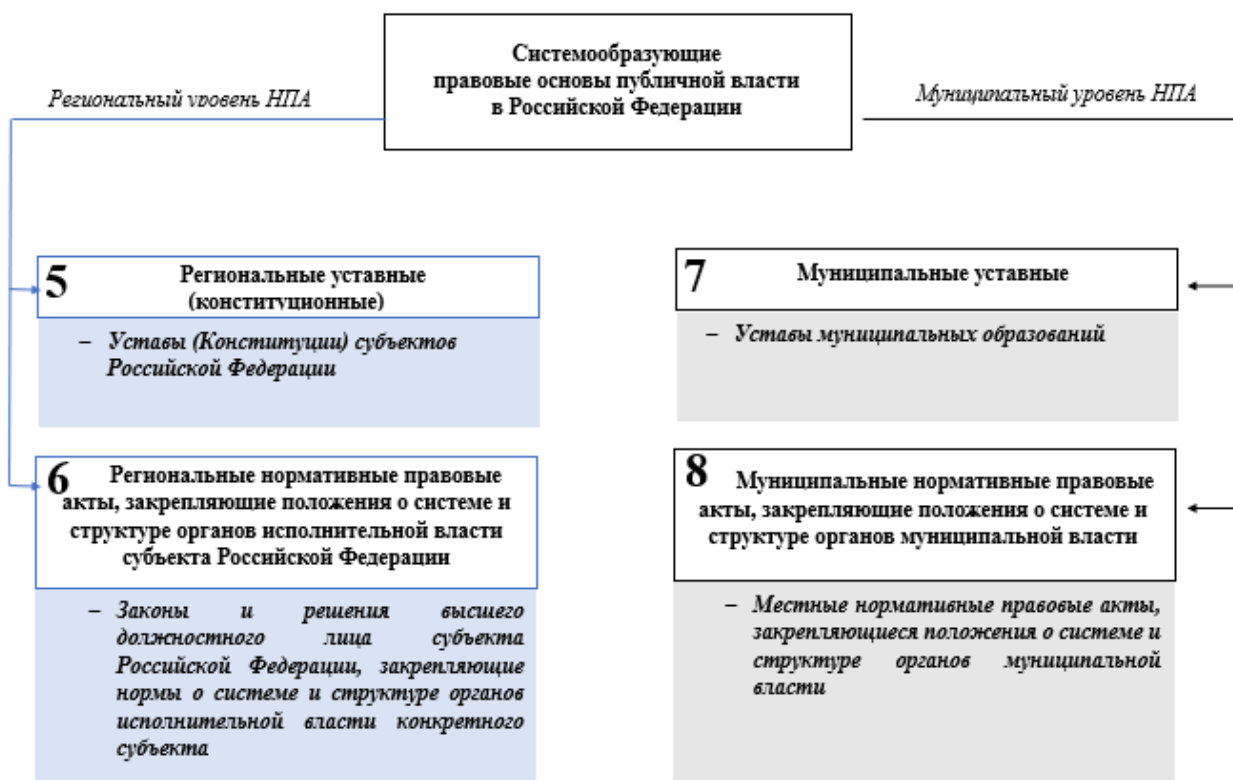 Системообразующие
правовые основы публичной власти
в Российской Федерации
Региональный уровень НПА
Муниципальный уровень НПА
5 Региональные уставные
(конституционные)
– Уставы (Конституции) субъектов
Российской Федерации
6 Региональные нормативные правовые
акты, закрепляющие положения о системе и
структуре органов исполнительной власти
субъекта Российской Федерации
– Законы и решения высшего
должностного лица субъекта
Российской Федерации, закрепляющие
нормы о системе и структуре органов
исполнительной власти конкретного
субъекта
7 Муниципальные уставные
– Уставы муниципальных образований
8 Муниципальные нормативные правовые
акты, закрепляющие положения о системе и
структуре органов муниципальной власти
– Местные нормативные правовые акты,
закрепляющиеся положения о системе и
структуре органов муниципальной
власти